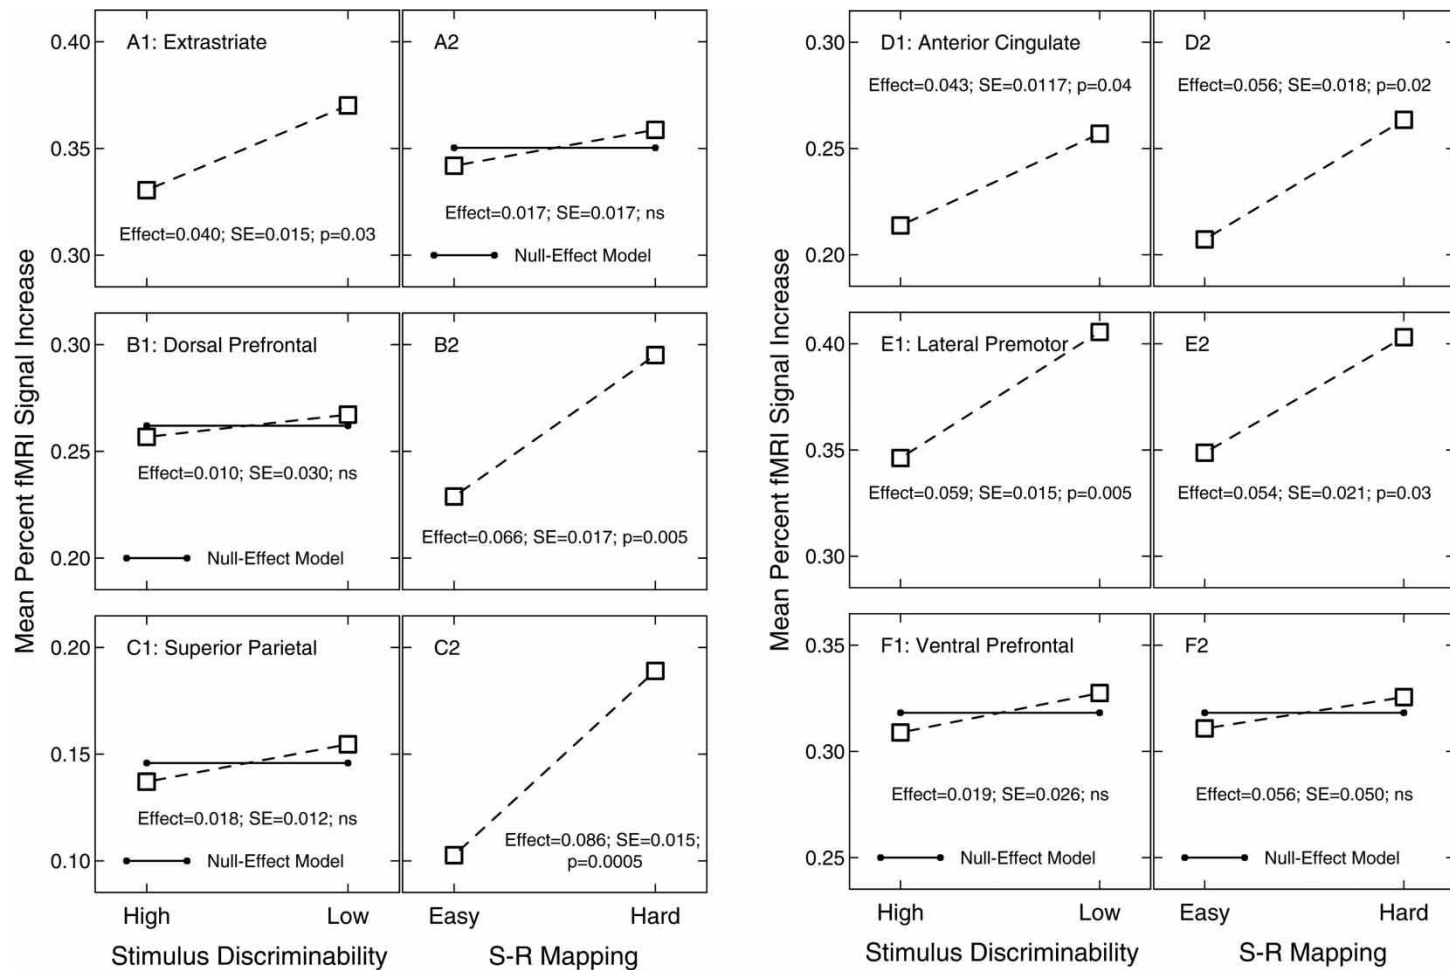 Mean Percent fMRI Signal Increase
0.40
0.35
0.30
A1: Extrastriate
Effect=0.040; SE=0.015; p=0.03
A2
Effect=0.017; SE=0.017; ns
Null-Effect Model
0.30
0.25
0.20
B1: Dorsal Prefrontal
Effect=0.010; SE=0.030; ns
Null-Effect Model
B2
Effect=0.066; SE=0.017; p=0.005
0.20
0.15
0.10
C1: Superior Parietal
Effect=0.018; SE=0.012; ns
Null-Effect Model
C2
Effect=0.086; SE=0.015;
p=0.0005
High
Low
Easy
Hard
Stimulus Discriminability
S-R Mapping
Mean Percent fMRI Signal Increase
0.30
0.25
0.20
D1: Anterior Cingulate
Effect=0.043; SE=0.0117; p=0.04
D2
Effect=0.056; SE=0.018; p=0.02
0.40
0.35
0.30
E1: Lateral Premotor
Effect=0.059; SE=0.015; p=0.005
E2
Effect=0.054; SE=0.021; p=0.03
0.35
0.30
0.25
F1: Ventral Prefrontal
Effect=0.019; SE=0.026; ns
Null-Effect Model
F2
Effect=0.056; SE=0.050; ns
Null-Effect Model
High
Low
Easy
Hard
Stimulus Discriminability
S-R Mapping